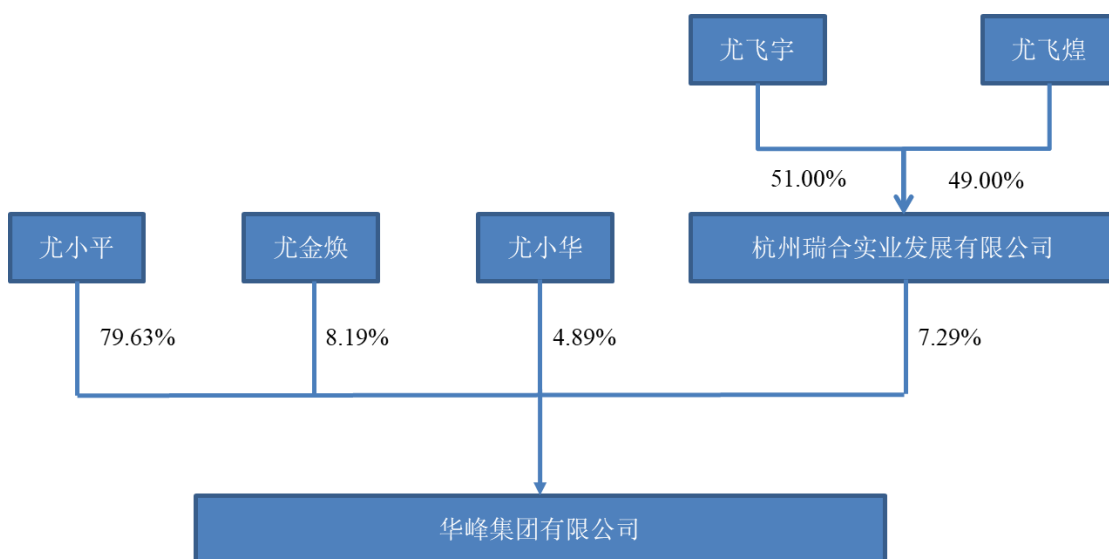 尤飞宇
尤飞煌
51.00%
49.00%
尤小平
尤金焕
尤小华
杭州瑞合实业发展有限公司
79.63%
8.19%
4.89%
7.29%
华峰集团有限公司